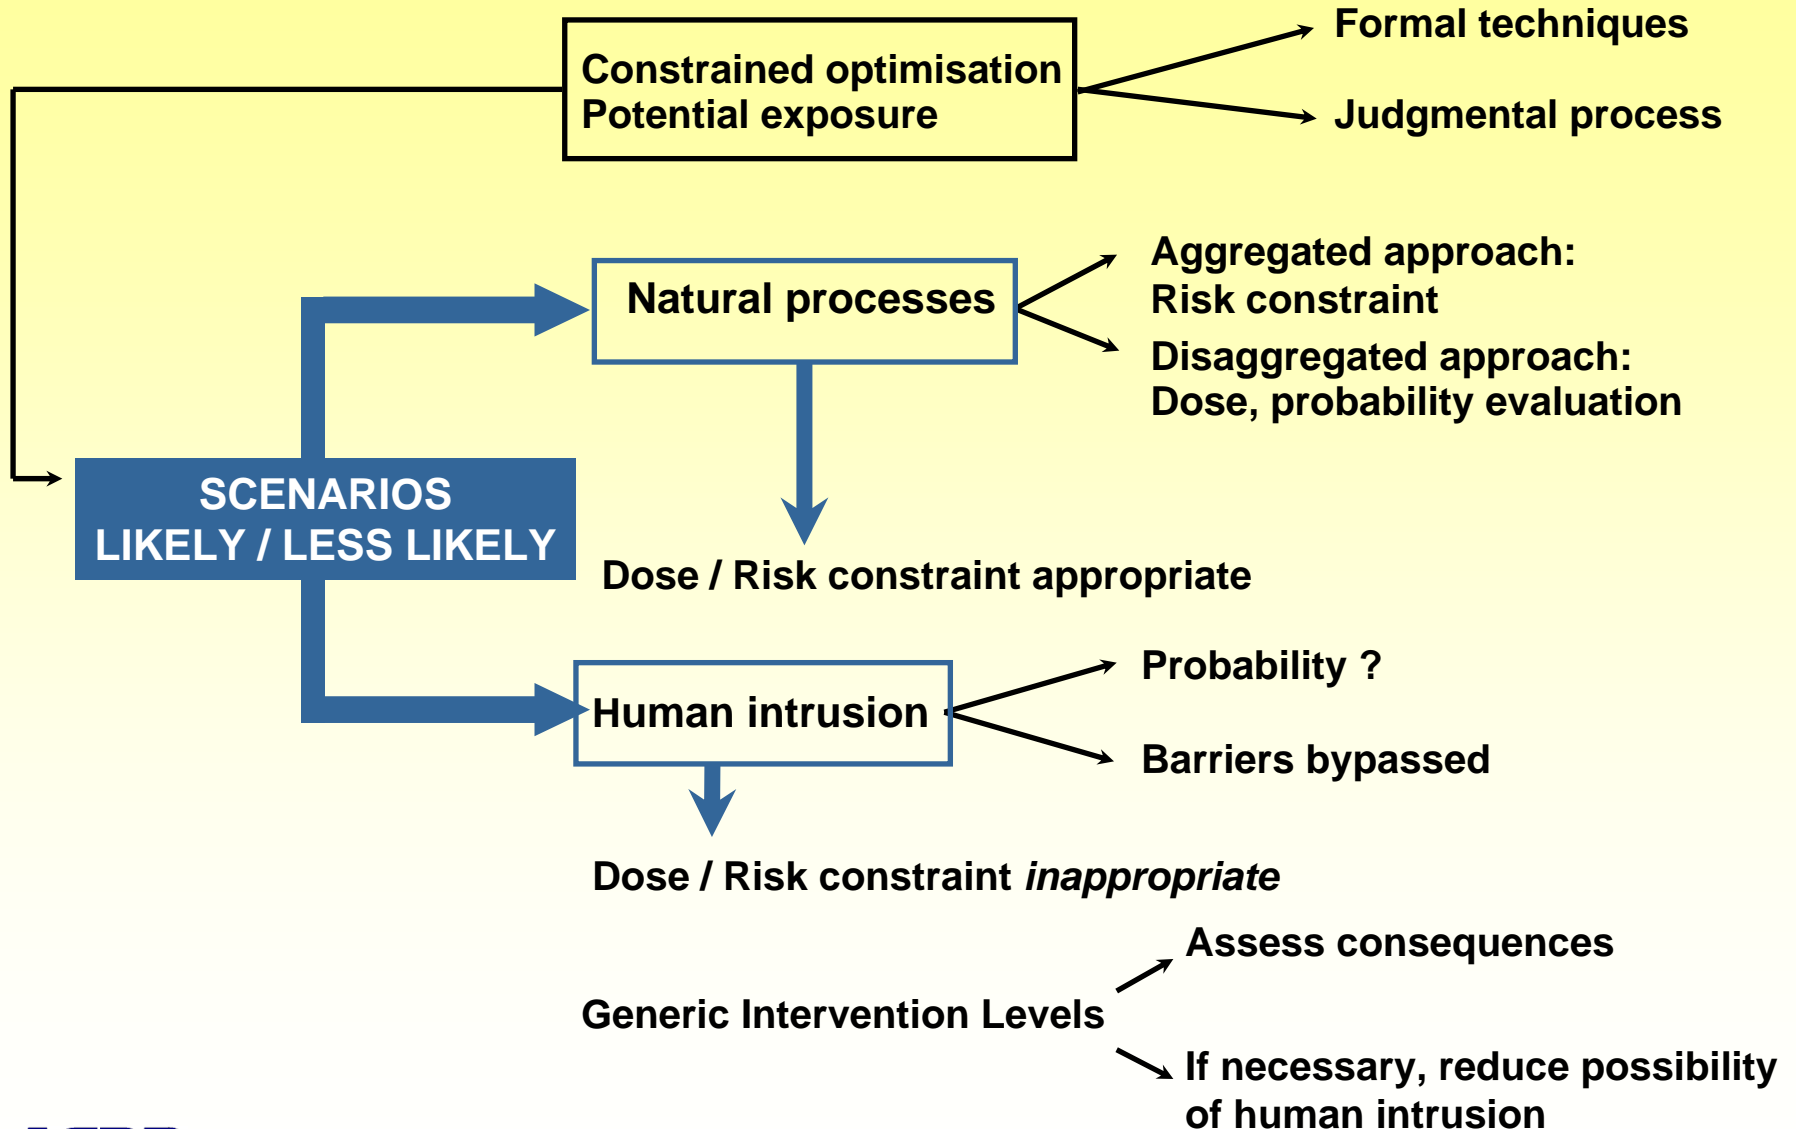 Formal techniques
Constrained optimisation
Potential exposure
Judgmental process
Aggregated approach:
Risk constraint
Natural processes
Disaggregated approach:
Dose, probability evaluation
SCENARIOS
LIKELY / LESS LIKELY
Dose / Risk constraint appropriate
Probability ?
Human intrusion
Barriers bypassed
Dose / Risk constraint inappropriate
Assess consequences
Generic Intervention Levels
If necessary, reduce possibility
of human intrusion